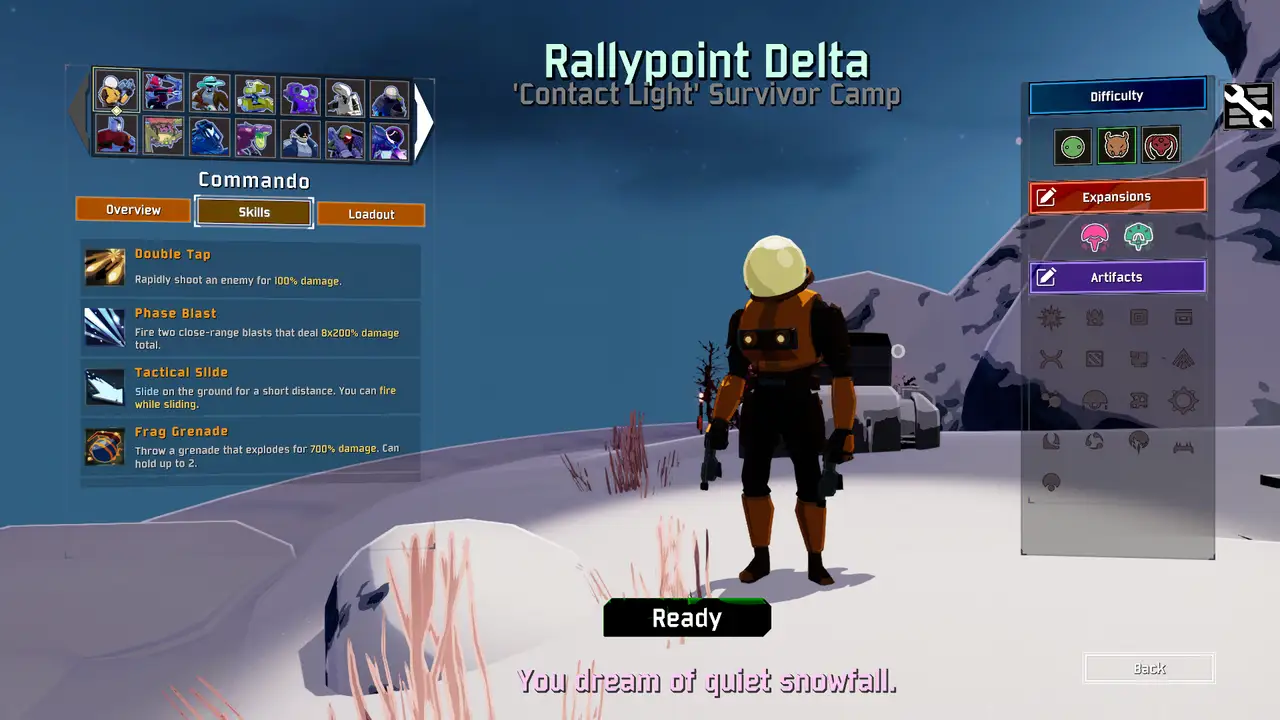 Rallypoint Delta
'Contact Light' Survivor Camp
Commando
Overview
Skills
Loadout
Double Tap
Rapidly shoot an enemy for 100% damage.
Phase Blast
Fire two close-range blasts that deal 8x200% damage
total.
Tactical Slide
Slide on the ground for a short distance. You can fire
while sliding.
Frag Grenade
Throw a grenade that explodes for 700% damage. Can
hold up to 2.
Difficulty
Expansions
Artifacts
Ready
You dream of quiet snowfall.
Back